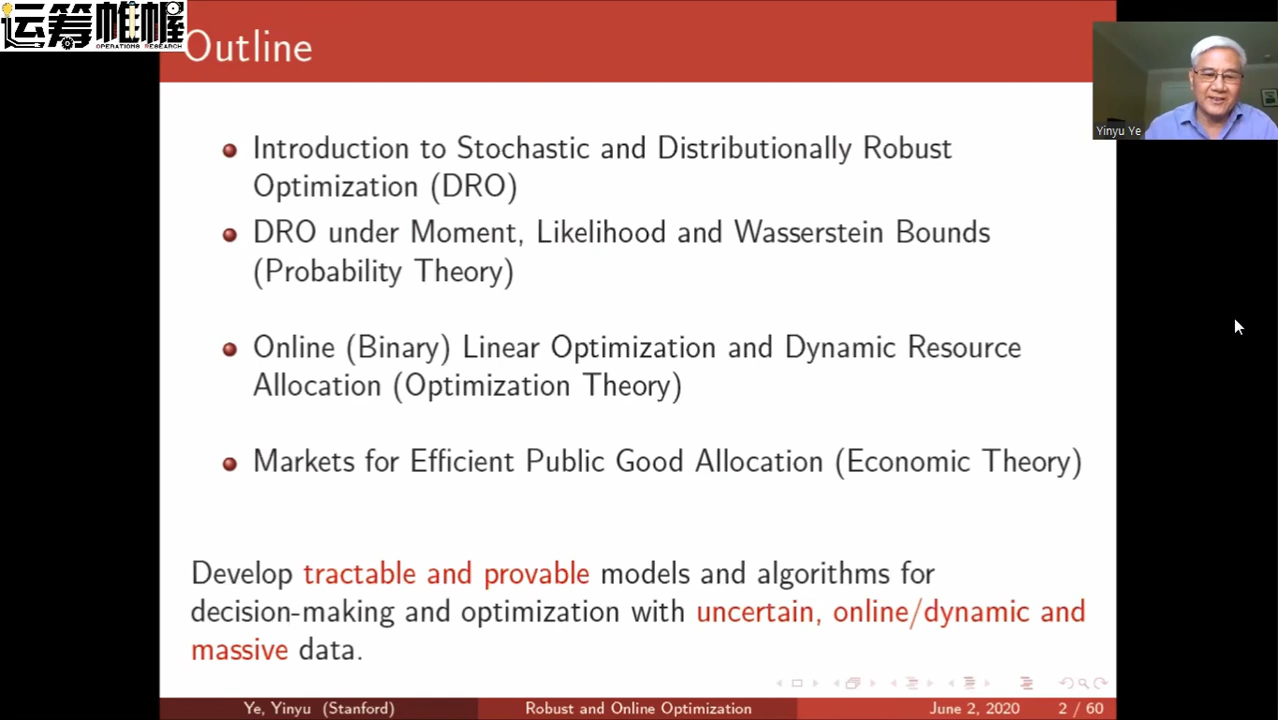 运筹帷幄
OPERATIONS RESEARCH
Outline
Yinyu Ye
Introduction to Stochastic and Distributionally Robust
Optimization (DRO)
DRO under Moment, Likelihood and Wasserstein Bounds
(Probability Theory)
Online (Binary) Linear Optimization and Dynamic Resource
Allocation (Optimization Theory)
Markets for Efficient Public Good Allocation (Economic Theory)
Develop tractable and provable models and algorithms for
decision-making and optimization with uncertain, online/dynamic and
massive data.
Ye, Yinyu (Stanford) Robust and Online Optimization June 2, 2020 2 / 60